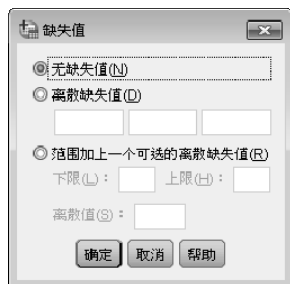 缺失值
无缺失值(N)
离散缺失值(D)
范围加上一个可选的离散缺失值(R)
下限(L)： 上限(H)：
离散值(S)：
确定 取消 帮助